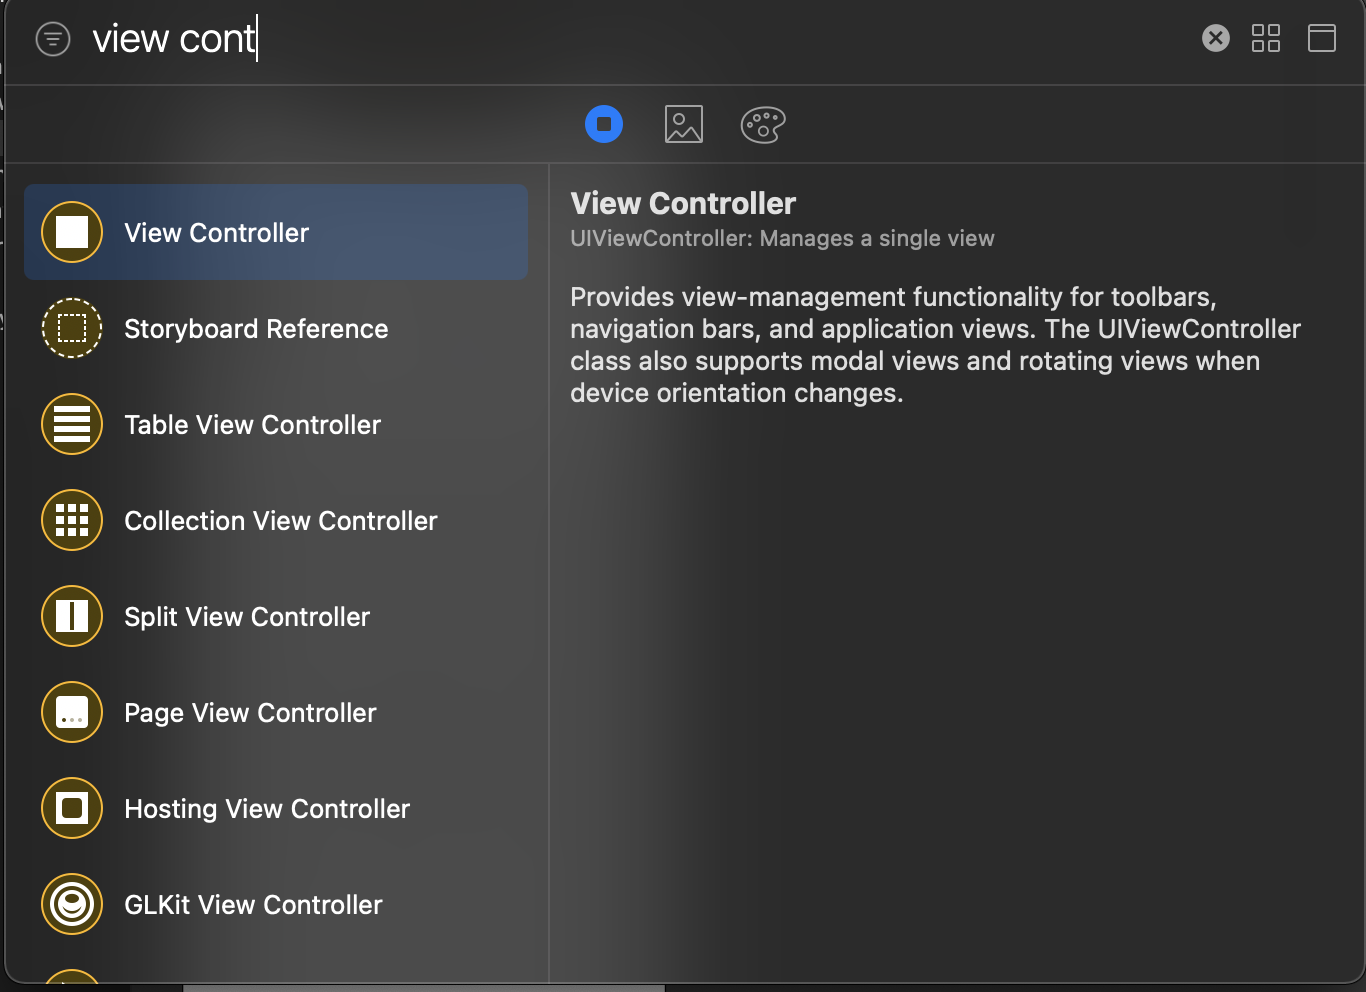 view cont
View Controller
Storyboard Reference
Table View Controller
Collection View Controller
Split View Controller
Page View Controller
Hosting View Controller
GLKit View Controller
View Controller
UIViewController: Manages a single view
Provides view-management functionality for toolbars,
navigation bars, and application views. The UIViewController
class also supports modal views and rotating views when
device orientation changes.